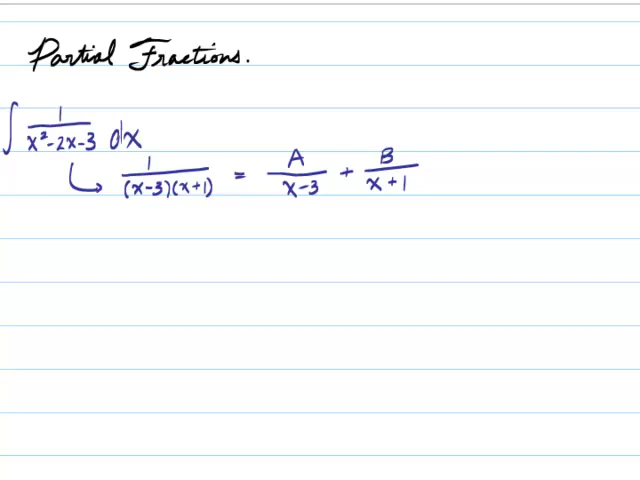 Partial Fractions.
∫ 1/(x²-2x-3) dx
↳ 1/((x-3)(x+1)) = A/(x-3) + B/(x+1)